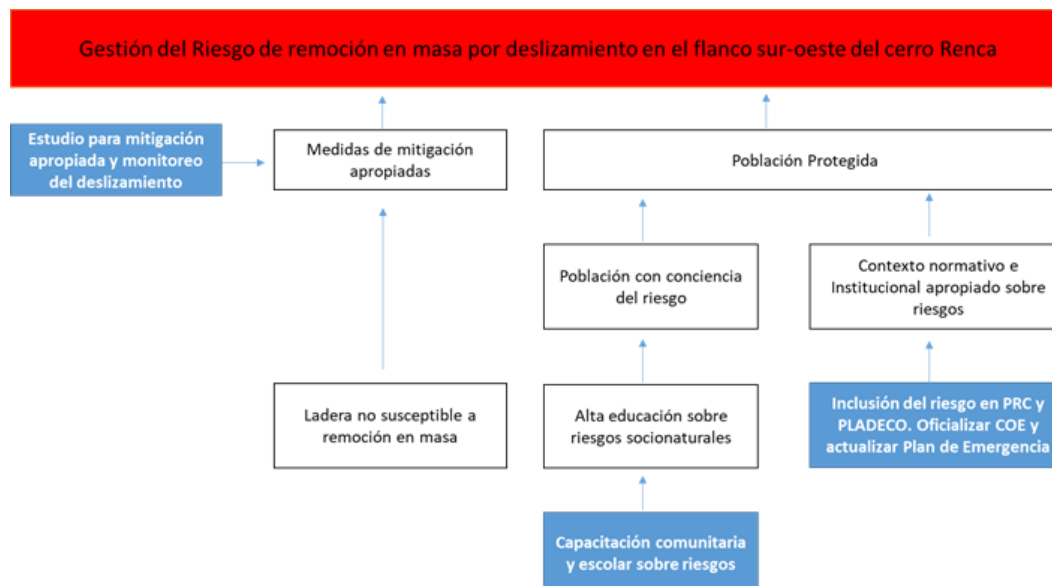 Gestión del Riesgo de remoción en masa por deslizamiento en el flanco sur-oeste del cerro Renca
Estudio para mitigación
apropiada y monitoreo
del deslizamiento
Medidas de mitigación
apropiadas
Población Protegida
Población con conciencia
del riesgo
Contexto normativo e
Institucional apropiado sobre
riesgos
Ladera no susceptible a
remoción en masa
Alta educación sobre
riesgos socionaturales
Inclusión del riesgo en PRC y
PLADECO. Oficializar COE y
actualizar Plan de Emergencia
Capacitación comunitaria
y escolar sobre riesgos